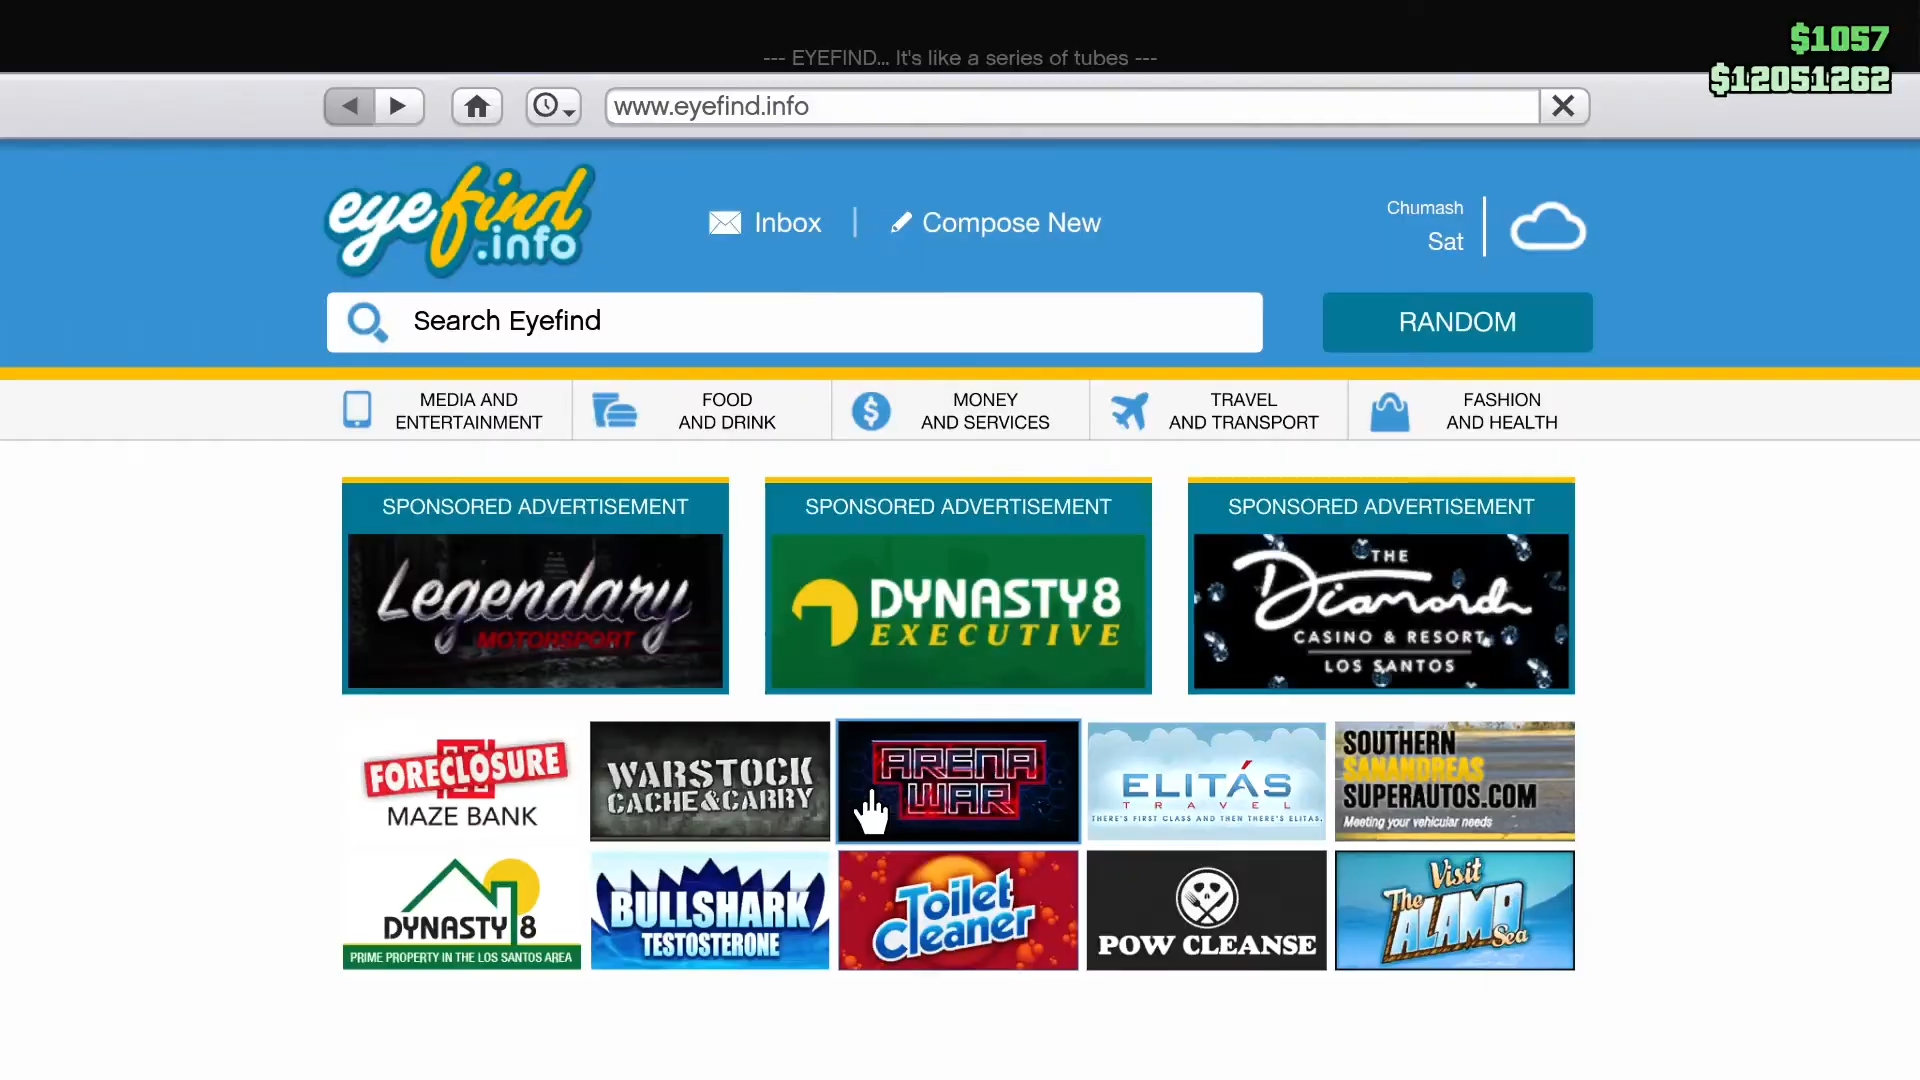 --- EYEFIND... It's like a series of tubes ---
$1057
$12051262
www.eyefind.info
eyefind
.info
Inbox
Compose New
Chumash
Sat
Search Eyefind
RANDOM
MEDIA AND
ENTERTAINMENT
FOOD
AND DRINK
MONEY
AND SERVICES
TRAVEL
AND TRANSPORT
FASHION
AND HEALTH
SPONSORED ADVERTISEMENT
Legendary
MOTORSPORT
SPONSORED ADVERTISEMENT
DYNASTY8
EXECUTIVE
SPONSORED ADVERTISEMENT
THE
Diamond
CASINO & RESORT
LOS SANTOS
FORECLOSURE
MAZE BANK
WARSTOCK
CACHE&CARRY
ARENA
WAR
ELITÁS
TRAVEL
THERE'S FIRST CLASS AND THEN THERE'S ELITAS.
SOUTHERN
SANANDREAS
SUPERAUTOS.COM
Meeting your vehicular needs
DYNASTY 8
PRIME PROPERTY IN THE LOS SANTOS AREA
BULLSHARK
TESTOSTERONE
Toilet
Cleaner
POW CLEANSE
Visit
The
ALAMO
Sea